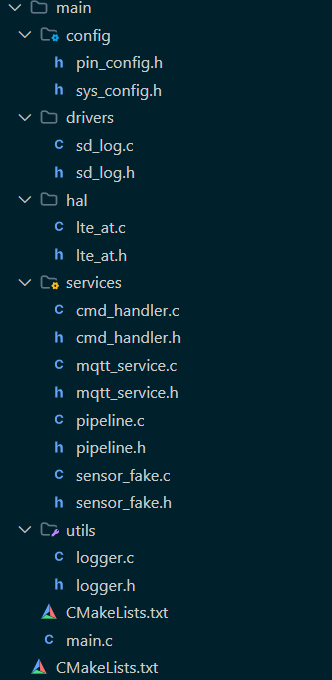 main
config
pin_config.h
sys_config.h
drivers
sd_log.c
sd_log.h
hal
lte_at.c
lte_at.h
services
cmd_handler.c
cmd_handler.h
mqtt_service.c
mqtt_service.h
pipeline.c
pipeline.h
sensor_fake.c
sensor_fake.h
utils
logger.c
logger.h
CMakeLists.txt
main.c
CMakeLists.txt